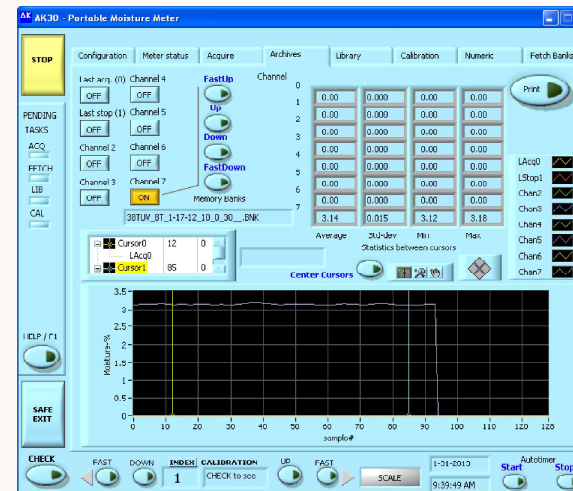 AK AK30 - Portable Moisture Meter
STOP
Configuration Meter status Acquire Archives Library Calibration Numeric Fetch Banks
Last acq. (0) Channel 4 FastUp Channel
OFF OFF
Last stop (1) Channel 5 Up
OFF OFF Down
Channel 2 Channel 6
OFF OFF FastDown
Channel 3 Channel 7
OFF ON Memory Banks
38TUV_8T_1-17-12_10_0_30__.BNK
0 0.00 0.000 0.00 0.00
1 0.00 0.000 0.00 0.00
2 0.00 0.000 0.00 0.00
3 0.00 0.000 0.00 0.00
4 0.00 0.000 0.00 0.00
5 0.00 0.000 0.00 0.00
6 0.00 0.000 0.00 0.00
7 3.14 0.015 3.12 3.18
Average Std-dev Min Max
Statistics between cursors
Print
LAcq0
LStop1
Chan2
Chan3
Chan4
Chan5
Chan6
Chan7
PENDING
TASKS
ACQ
FETCH
LIB
CAL
Cursor0 12 0
LAcq0
Cursor1 85 0
Center Cursors
HELP / F1
SAFE
EXIT
Moisture-%
3.5
3
2.5
2
1.5
1
0.5
0
0 10 20 30 40 50 60 70 80 90 100 110 120 128
sample#
CHECK
FAST DOWN INDEX CALIBRATION UP FAST
1 CHECK to see
SCALE
9:39:49 AM
Autotimer
Start Stop